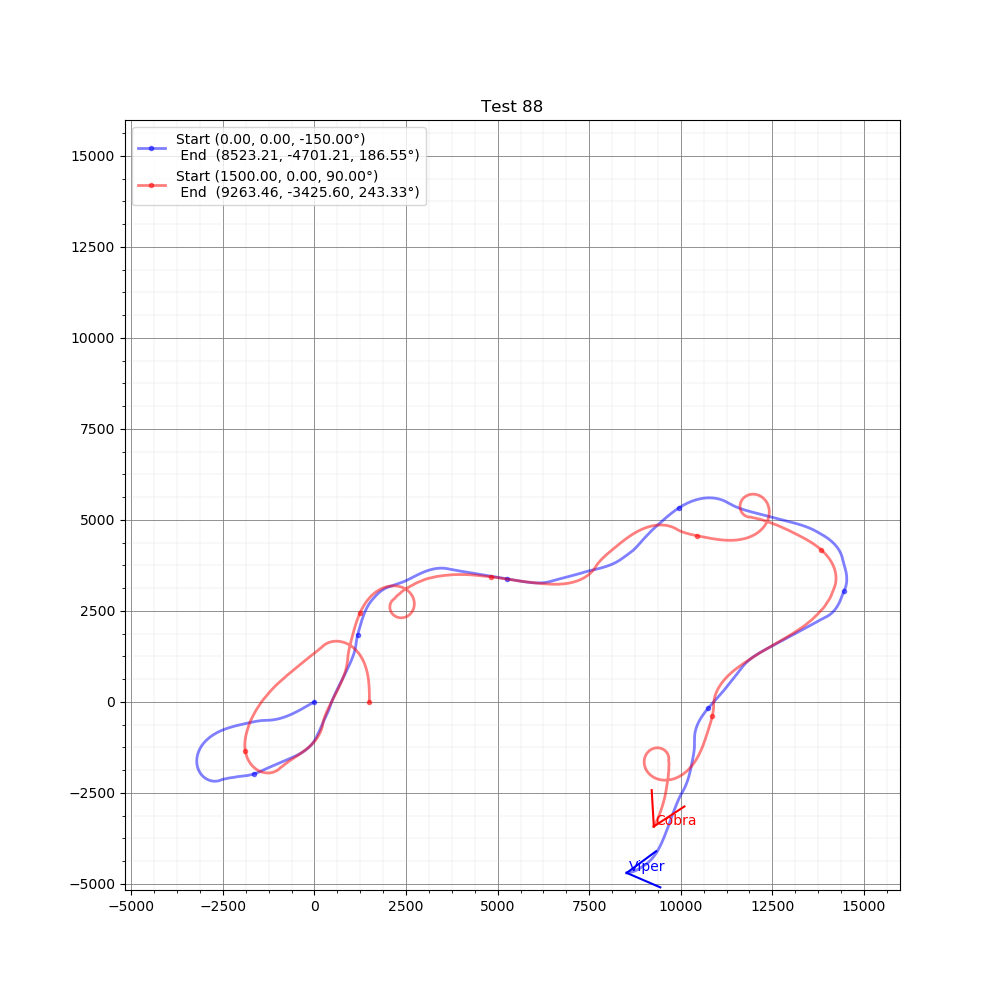 Test 88
Start (0.00, 0.00, -150.00°)
End (8523.21, -4701.21, 186.55°)
Start (1500.00, 0.00, 90.00°)
End (9263.46, -3425.60, 243.33°)
15000
12500
10000
7500
5000
2500
0
−2500
−5000
Cobra
Viper
−5000 −2500 0 2500 5000 7500 10000 12500 15000